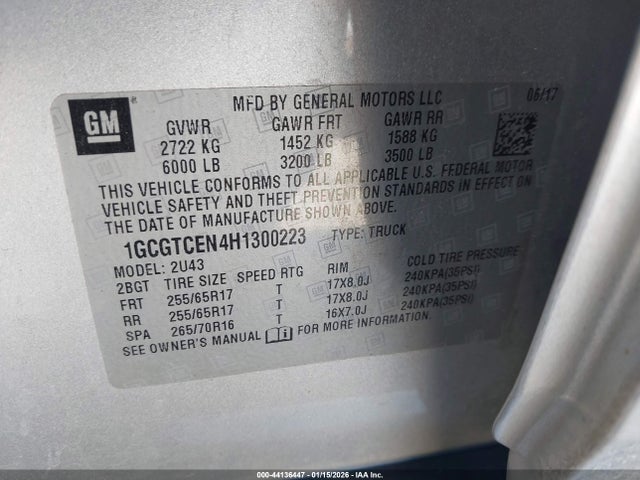 GM
MFD BY GENERAL MOTORS LLC
06/17
GVWR GAWR FRT GAWR RR
2722 KG 1452 KG 1588 KG
6000 LB 3200 LB 3500 LB
THIS VEHICLE CONFORMS TO ALL APPLICABLE U.S. FEDERAL MOTOR
VEHICLE SAFETY AND THEFT PREVENTION STANDARDS IN EFFECT ON
THE DATE OF MANUFACTURE SHOWN ABOVE.
1GCGTCEN4H1300223 TYPE: TRUCK
MODEL: 2U43
2BGT TIRE SIZE SPEED RTG RIM COLD TIRE PRESSURE
FRT 255/65R17 T 17X8.0J 240KPA(35PSI)
RR 255/65R17 T 17X8.0J 240KPA(35PSI)
SPA 265/70R16 T 16X7.0J 240KPA(35PSI)
SEE OWNER'S MANUAL FOR MORE INFORMATION.
000-44136447 - 01/15/2026 - IAA Inc.